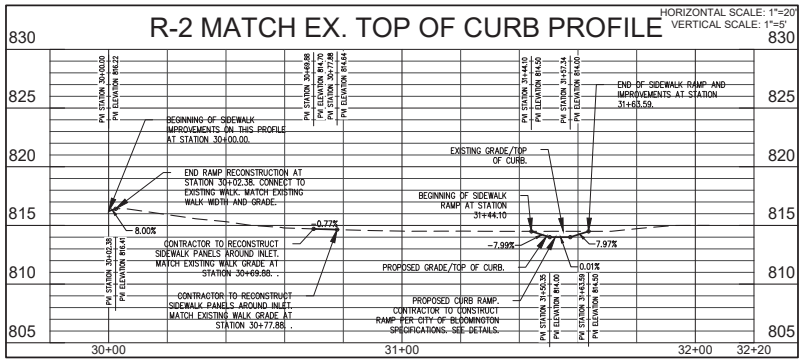 R-2 MATCH EX. TOP OF CURB PROFILE
HORIZONTAL SCALE: 1"=20'
VERTICAL SCALE: 1"=5'
830
830
825
825
820
820
815
814
810
810
805
805
PVI STATION 30+00.00
PVI ELEVATION 816.22
PVI STATION 30+69.88
PVI ELEVATION 814.70
PVI STATION 30+77.88
PVI ELEVATION 814.64
PVI STATION 31+44.10
PVI ELEVATION 814.50
PVI STATION 31+57.34
PVI ELEVATION 814.00
END OF SIDEWALK RAMP AND
IMPROVEMENTS AT STATION
31+63.59.
BEGINNING OF SIDEWALK
IMPROVEMENTS ON THIS PROFILE
AT STATION 30+00.00.
EXISTING GRADE/TOP
OF CURB.
END RAMP RECONSTRUCTION AT
STATION 30+02.38. CONNECT TO
EXISTING WALK. MATCH EXISTING
WALK WIDTH AND GRADE.
BEGINNING OF SIDEWALK
RAMP AT STATION
31+44.10
8.00%
-0.77%
-7.99%
-7.97%
0.01%
CONTRACTOR TO RECONSTRUCT
SIDEWALK PANELS AROUND INLET.
MATCH EXISTING WALK GRADE AT
STATION 30+69.88. .
PROPOSED GRADE/TOP OF CURB.
PVI STATION 30+02.38
PVI ELEVATION 816.41
CONTRACTOR TO RECONSTRUCT
SIDEWALK PANELS AROUND INLET.
MATCH EXISTING WALK GRADE AT
STATION 30+77.88. .
PROPOSED CURB RAMP.
CONTRACTOR TO CONSTRUCT
RAMP PER CITY OF BLOOMINGTON
SPECIFICATIONS. SEE DETAILS.
PVI STATION 31+50.35
PVI ELEVATION 814.00
PVI STATION 31+63.59
PVI ELEVATION 814.50
30+00
31+00
32+00
32+20